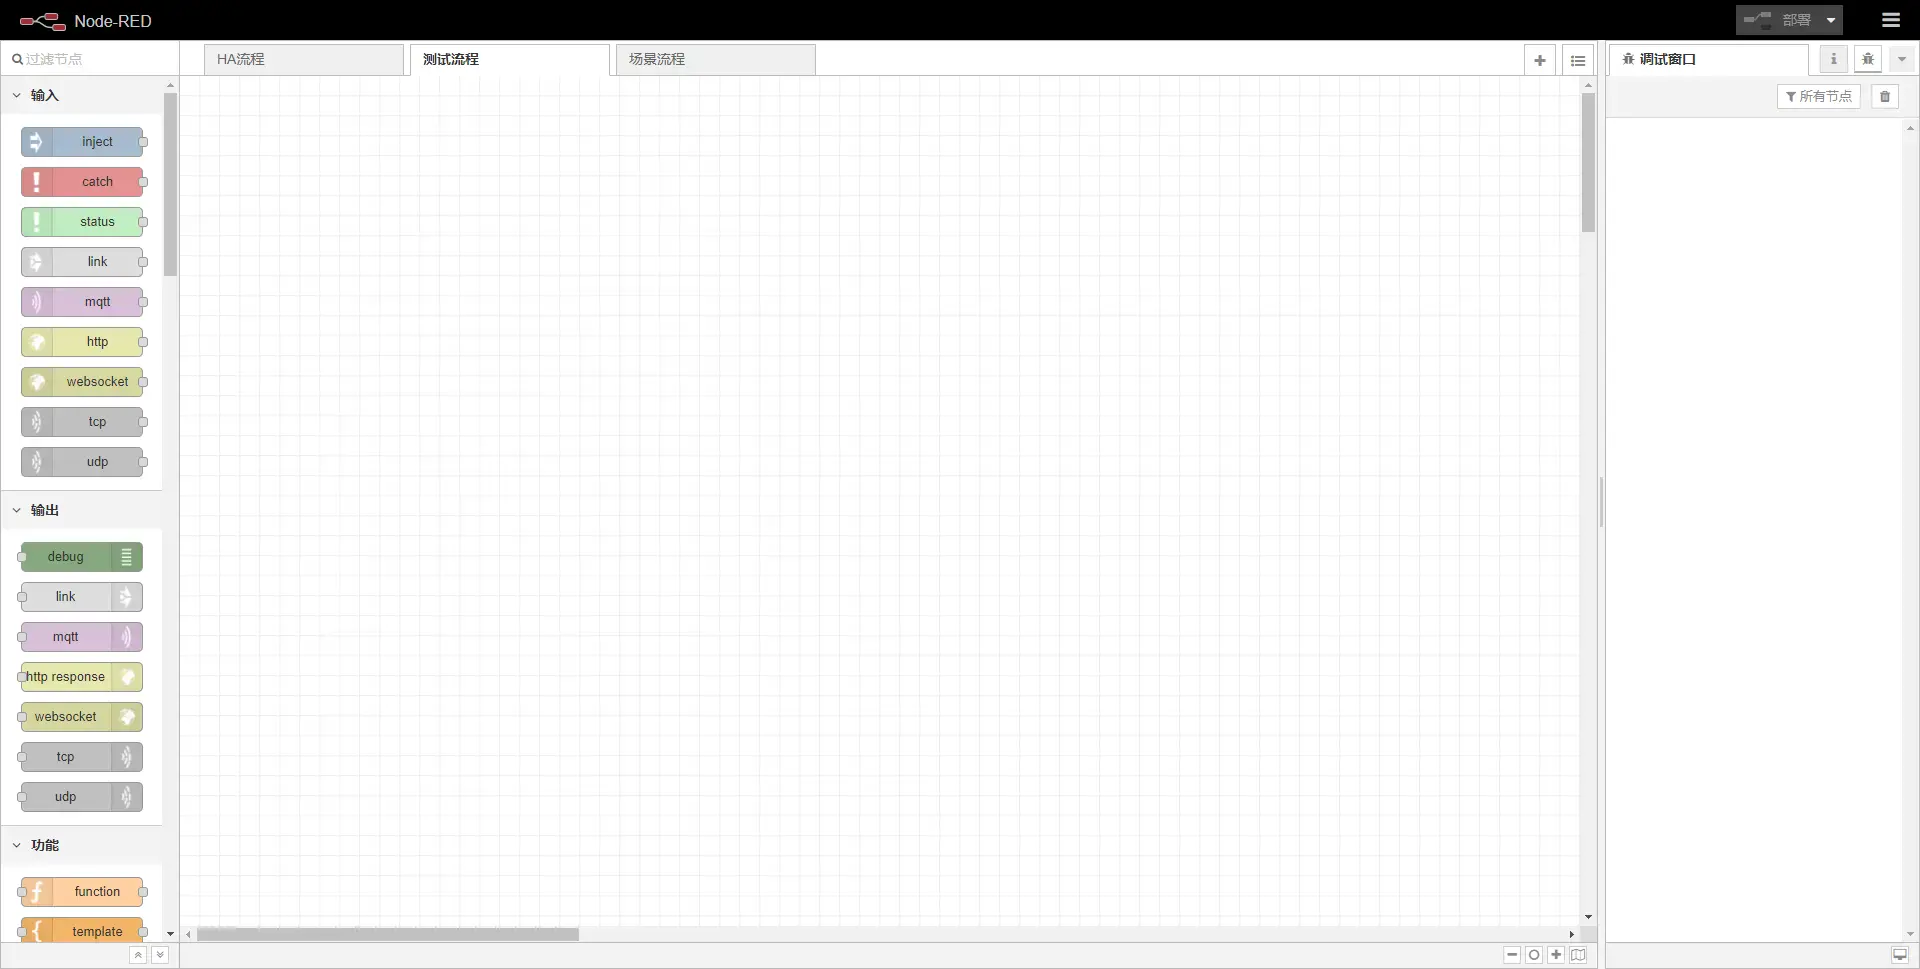 Node-RED
部署
过滤节点
HA流程
测试流程
场景流程
调试窗口
所有节点
输入
inject
catch
status
link
mqtt
http
websocket
tcp
udp
输出
debug
link
mqtt
http response
websocket
tcp
udp
功能
function
template